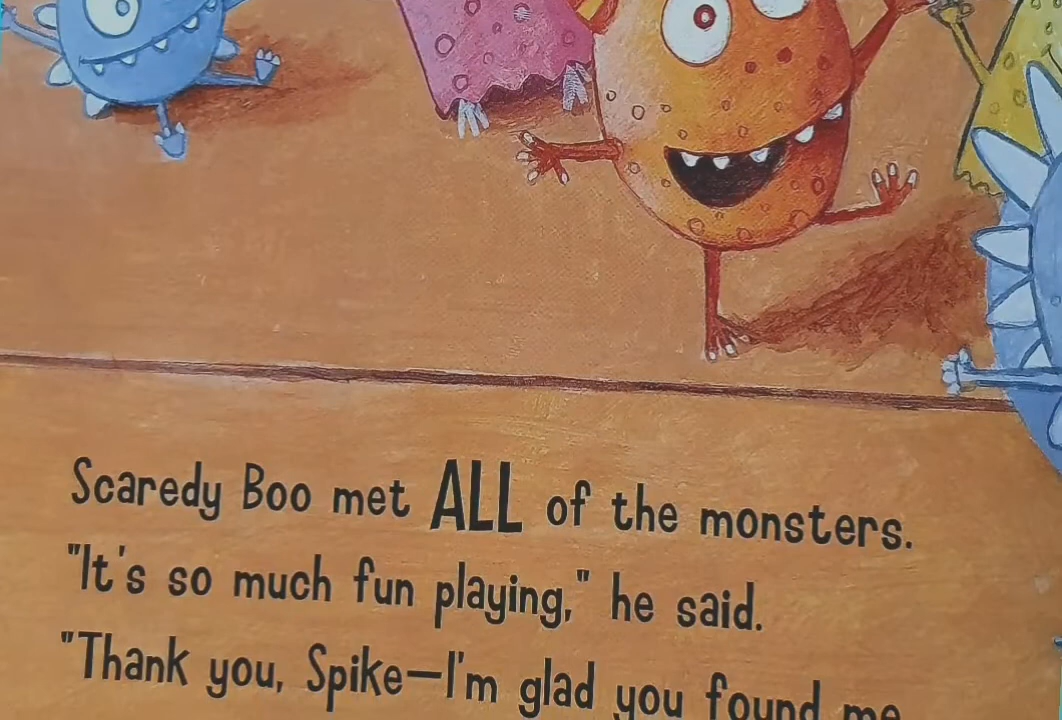 Scaredy Boo met ALL of the monsters.
"It's so much fun playing," he said.
"Thank you, Spike—I'm glad you found me